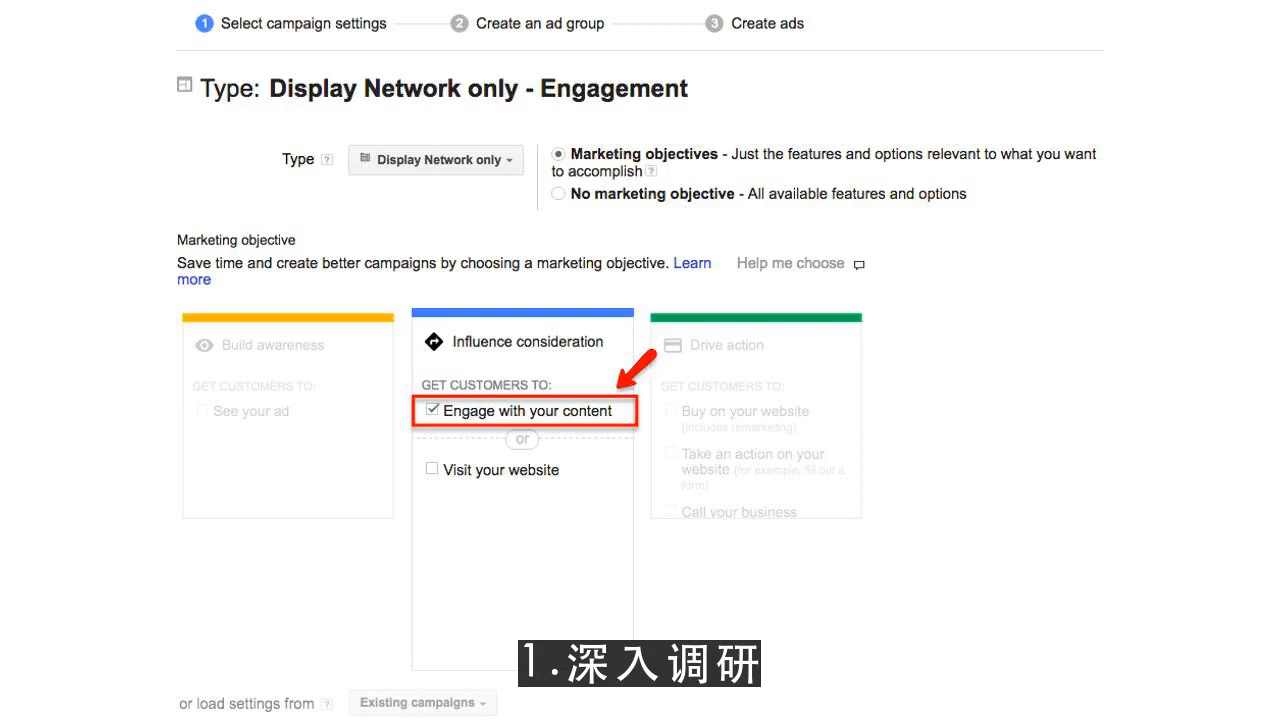 1 Select campaign settings 2 Create an ad group 3 Create ads
Type: Display Network only - Engagement
Type ? Display Network only
Marketing objectives - Just the features and options relevant to what you want
to accomplish ?
No marketing objective - All available features and options
Marketing objective
Save time and create better campaigns by choosing a marketing objective. Learn
more
Help me choose
Build awareness
GET CUSTOMERS TO:
See your ad
Influence consideration
GET CUSTOMERS TO:
Engage with your content
or
Visit your website
Drive action
GET CUSTOMERS TO:
Buy on your website
(includes remarketing)
Take an action on your
website (for example, fill out a
form)
Call your business
1.深入调研
or load settings from ? Existing campaigns